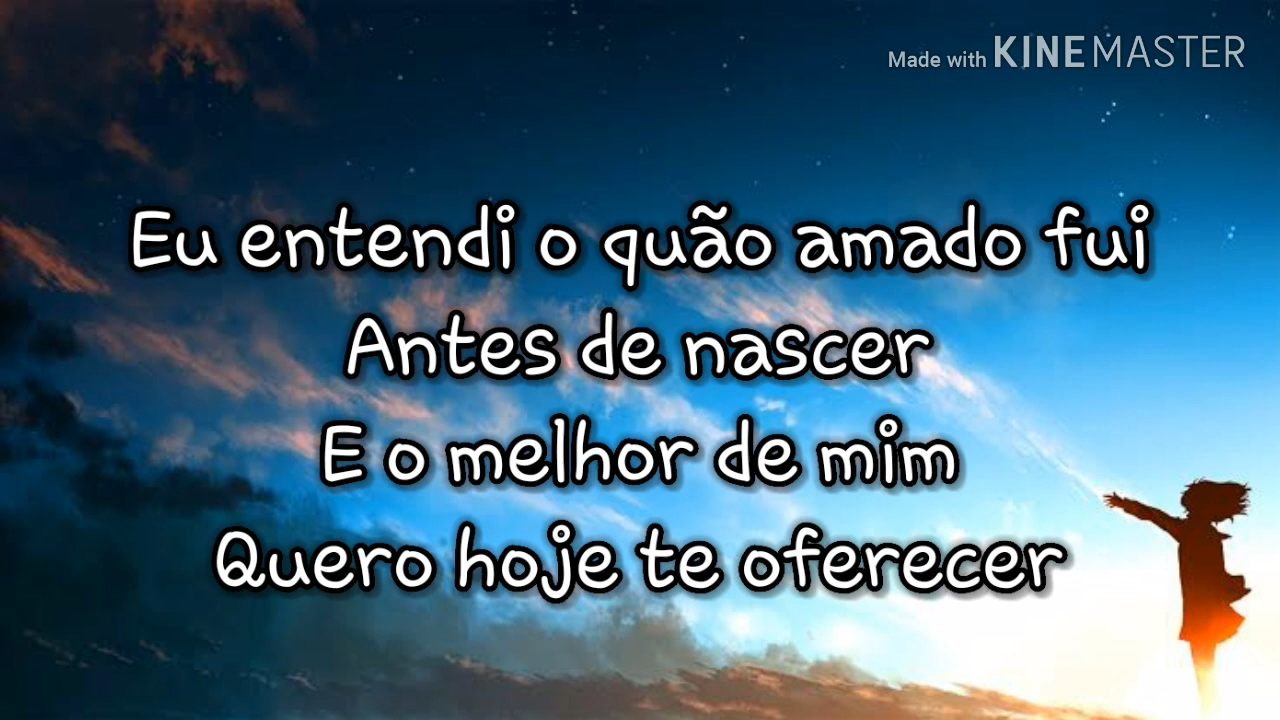 Made with KINEMASTER
Eu entendi o quão amado fui
Antes de nascer
E o melhor de mim
Quero hoje te oferecer